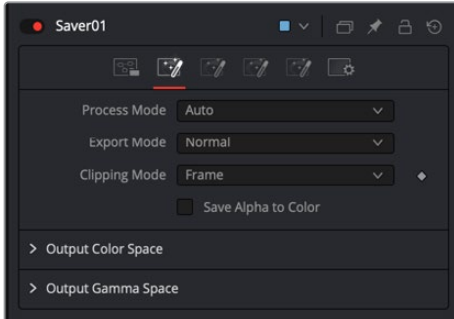 Saver01
Process Mode Auto
Export Mode Normal
Clipping Mode Frame
Save Alpha to Color
Output Color Space
Output Gamma Space